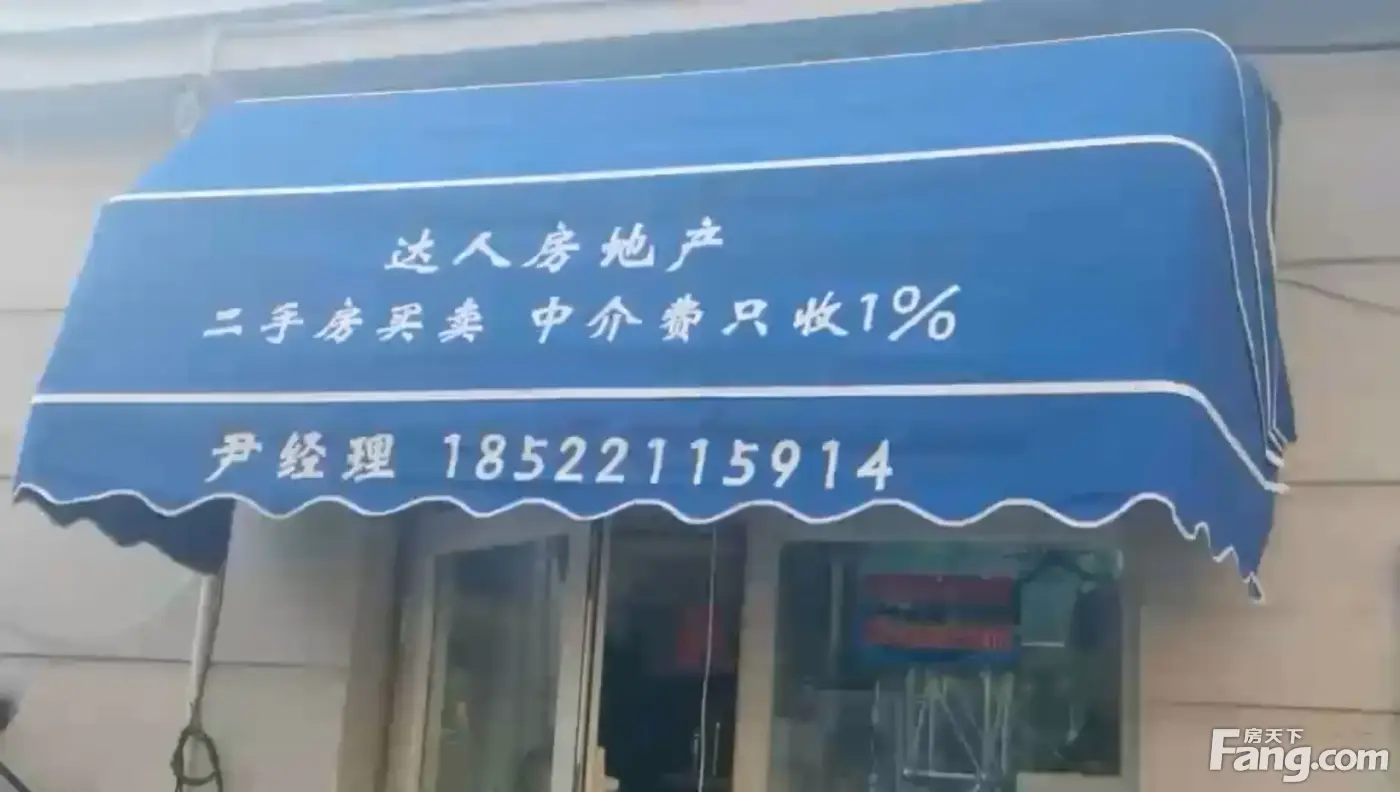 达人房地产
二手房买卖 中介费只收1%
尹经理 18522115914
房天下
Fang.com